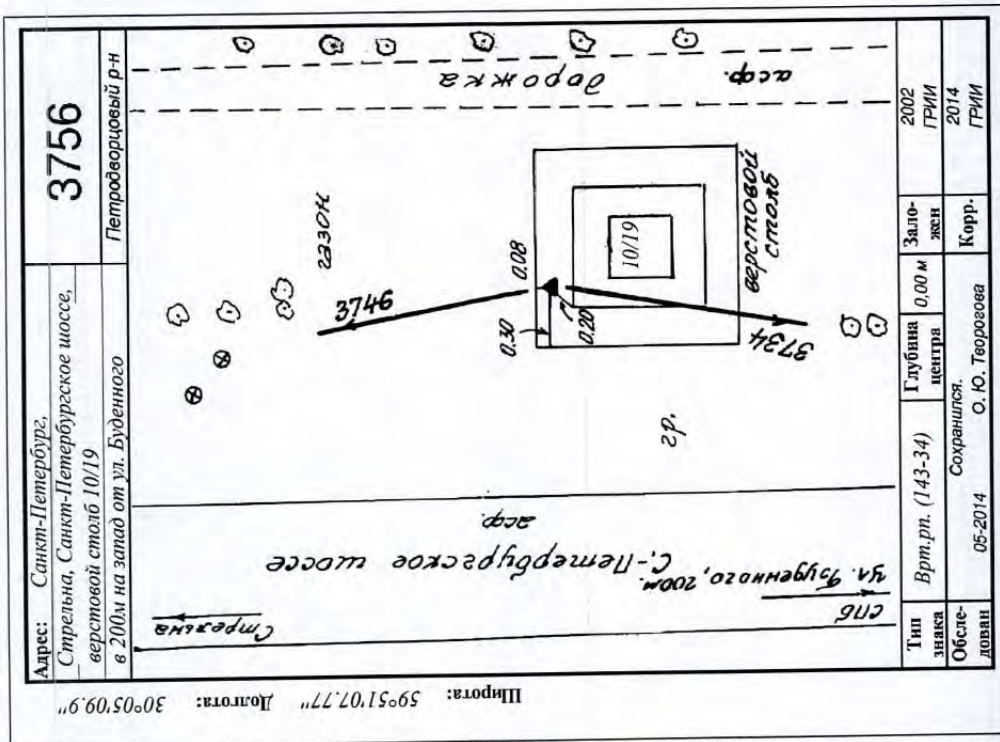 Адрес: Санкт-Петербург,
Стрельна, Санкт-Петербургское шоссе,
верстовой столб 10/19
в 200м на запад от ул. Буденного
3756
Петродворцовый р-н
газон
3746
дорожка
асф.
0.08
0.30
0.20
10/19
верстовой
столб
3734
гр.
асф.
С.-Петербургское шоссе
Стрельна
ул. Буденного, 200м.
СПб
Тип знака
Врт.рп. (143-34)
Глубина центра
0,00 м
Зало-
жен
2002
ГРИИ
Обсле-
дован
05-2014
Сохранился.
О. Ю. Творогова
Корр.
2014
ГРИИ
Широта: 59°51'07.77" Долгота: 30°05'09.9"